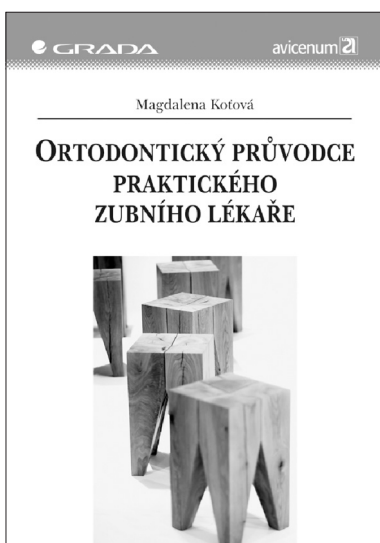 GRADA
avicenum
Magdalena Koťová
ORTODONTICKÝ PRŮVODCE
PRAKTICKÉHO
ZUBNÍHO LÉKAŘE